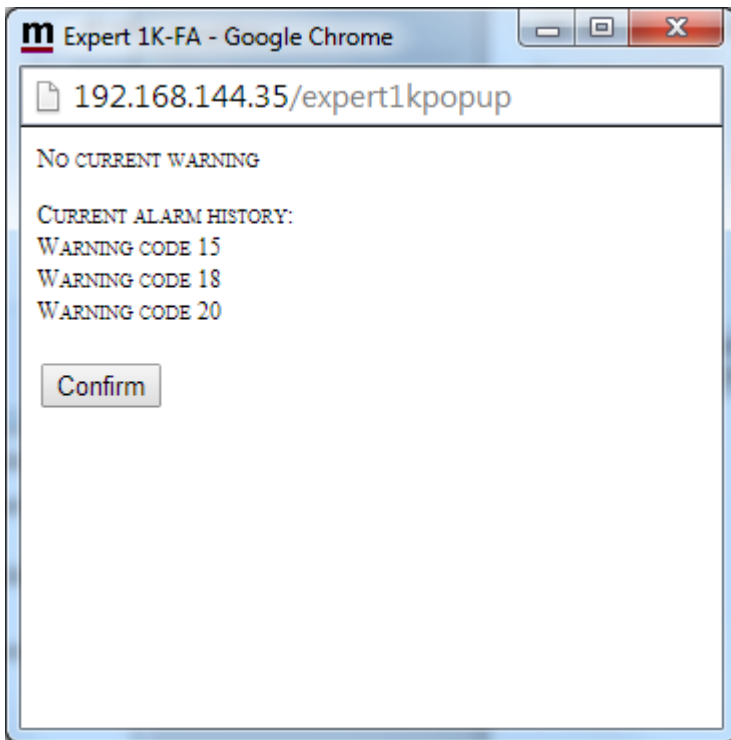 m Expert 1K-FA - Google Chrome
192.168.144.35/expert1kpopup
No current warning
Current alarm history:
Warning code 15
Warning code 18
Warning code 20
Confirm